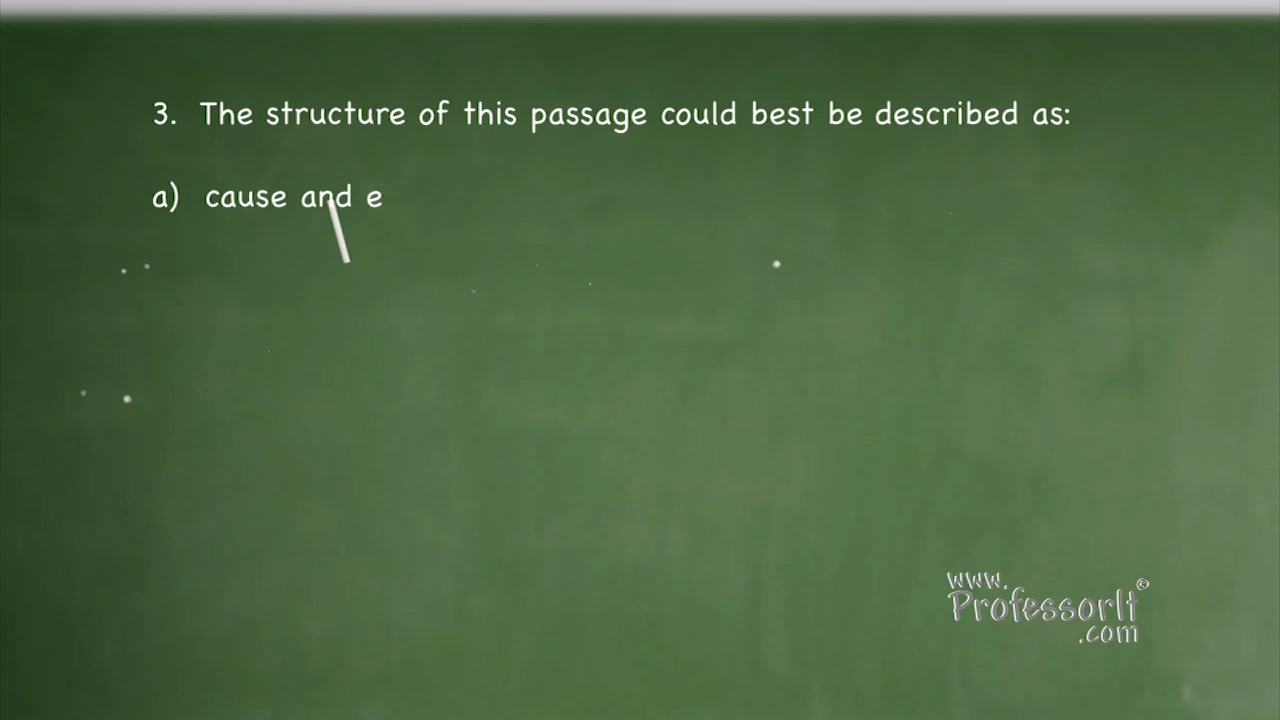 3. The structure of this passage could best be described as:
a) cause and e
www.
ProfessorIt®
.com